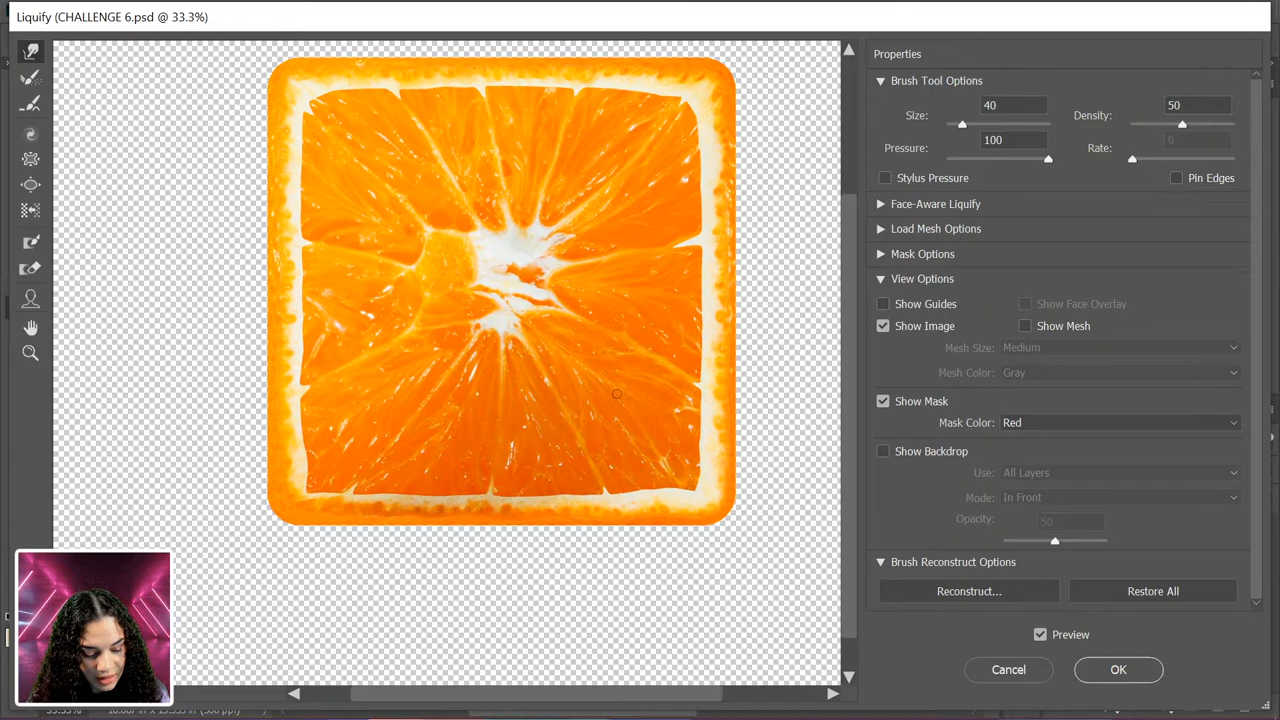 Liquify (CHALLENGE 6.psd @ 33.3%)
Properties
Brush Tool Options
Size: 40 Density: 50
Pressure: 100 Rate: 0
Stylus Pressure Pin Edges
Face-Aware Liquify
Load Mesh Options
Mask Options
View Options
Show Guides Show Face Overlay
Show Image Show Mesh
Mesh Size: Medium
Mesh Color: Gray
Show Mask
Mask Color: Red
Show Backdrop
Use: All Layers
Mode: In Front
Opacity: 50
Brush Reconstruct Options
Reconstruct... Restore All
Preview
Cancel OK